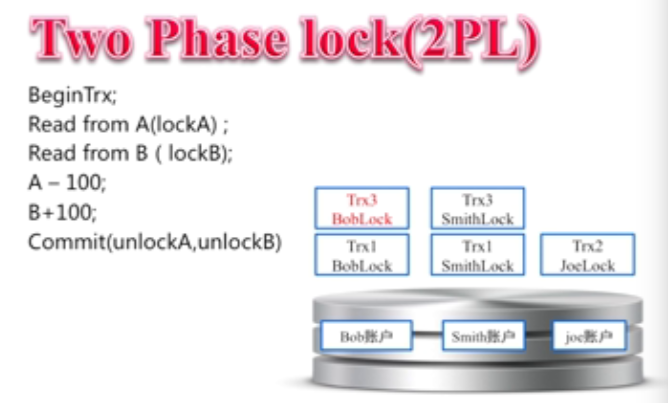 Two Phase lock(2PL)
BeginTrx;
Read from A(lockA) ;
Read from B ( lockB);
A – 100;
B+100;
Commit(unlockA,unlockB)
Trx3
BobLock
Trx3
SmithLock
Trx1
BobLock
Trx1
SmithLock
Trx2
JoeLock
Bob账户
Smith账户
joe账户